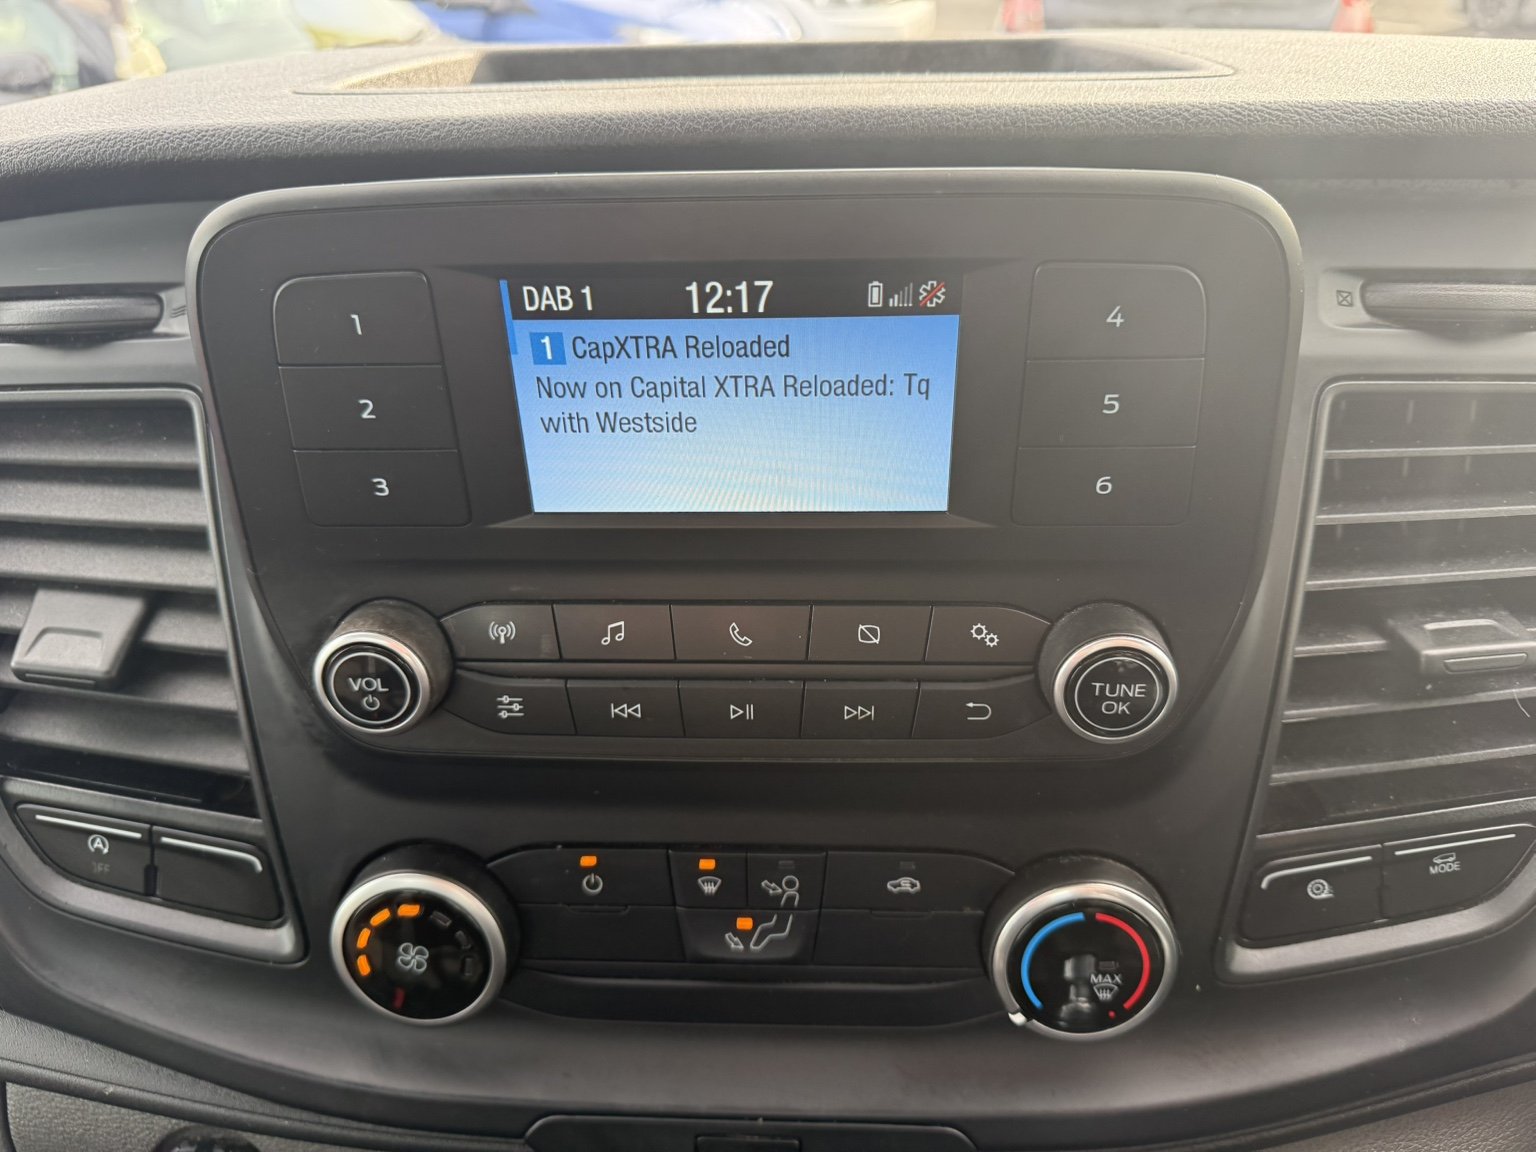 DAB 1 12:17
1 CapXTRA Reloaded
Now on Capital XTRA Reloaded: Tq
with Westside
1
2
3
4
5
6
VOL
TUNE
OK
A
OFF
MODE
MAX